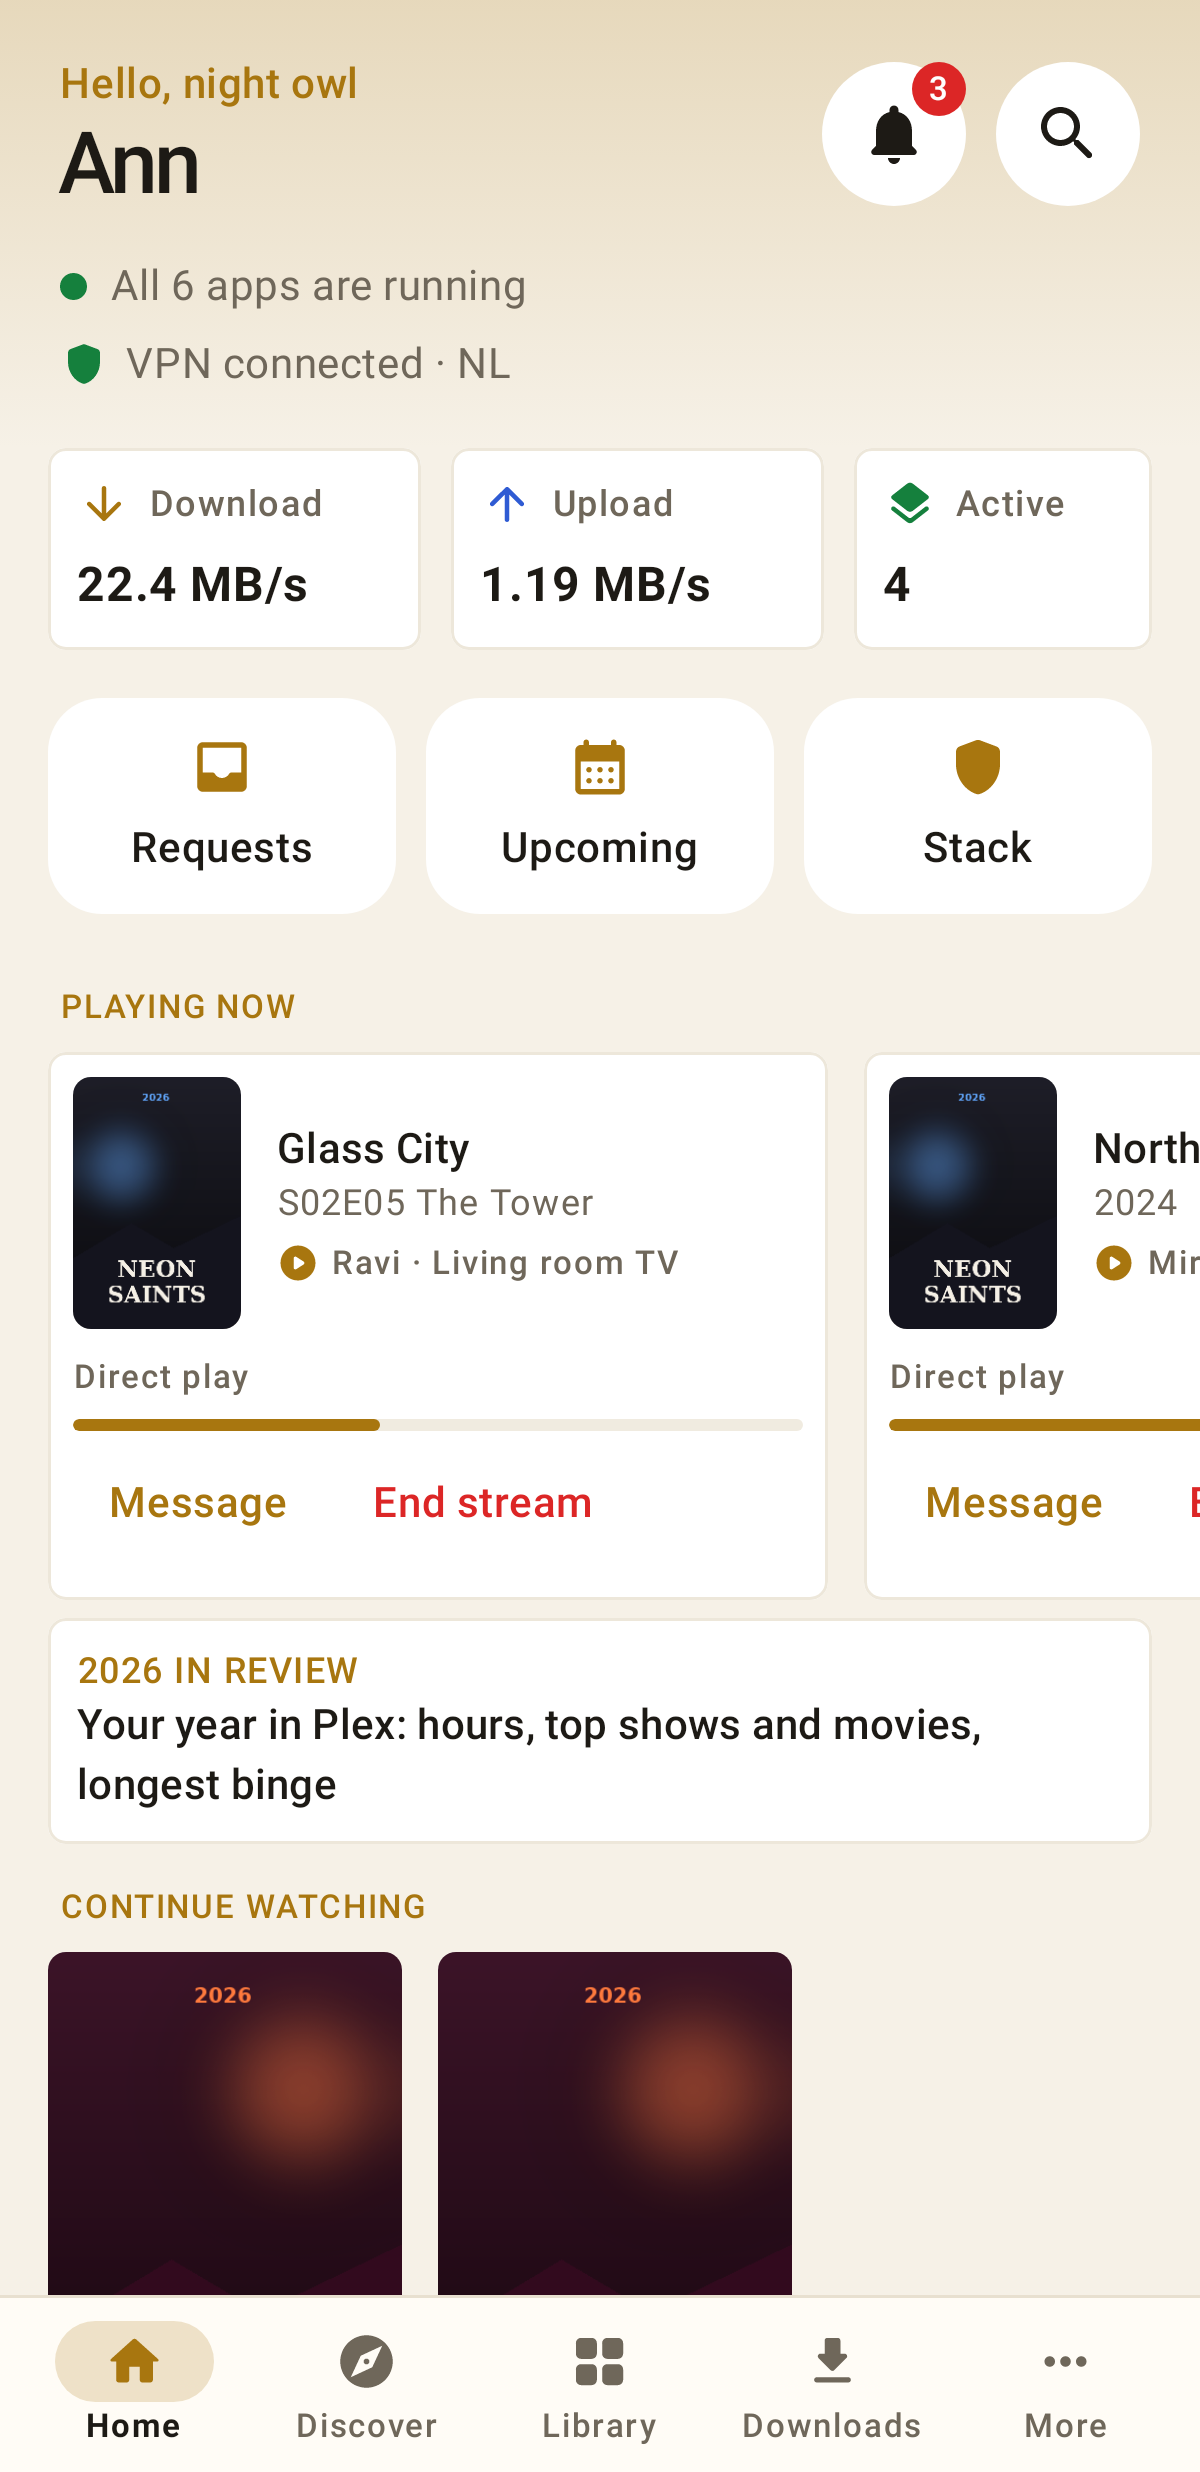 Hello, night owl
Ann
3
All 6 apps are running
VPN connected · NL
Download
22.4 MB/s
Upload
1.19 MB/s
Active
4
Requests
Upcoming
Stack
PLAYING NOW
2026
NEON
SAINTS
Glass City
S02E05 The Tower
Ravi · Living room TV
Direct play
Message
End stream
2026
NEON
SAINTS
North
2024
Direct play
Message
2026 IN REVIEW
Your year in Plex: hours, top shows and movies,
longest binge
CONTINUE WATCHING
2026
2026
Home
Discover
Library
Downloads
More